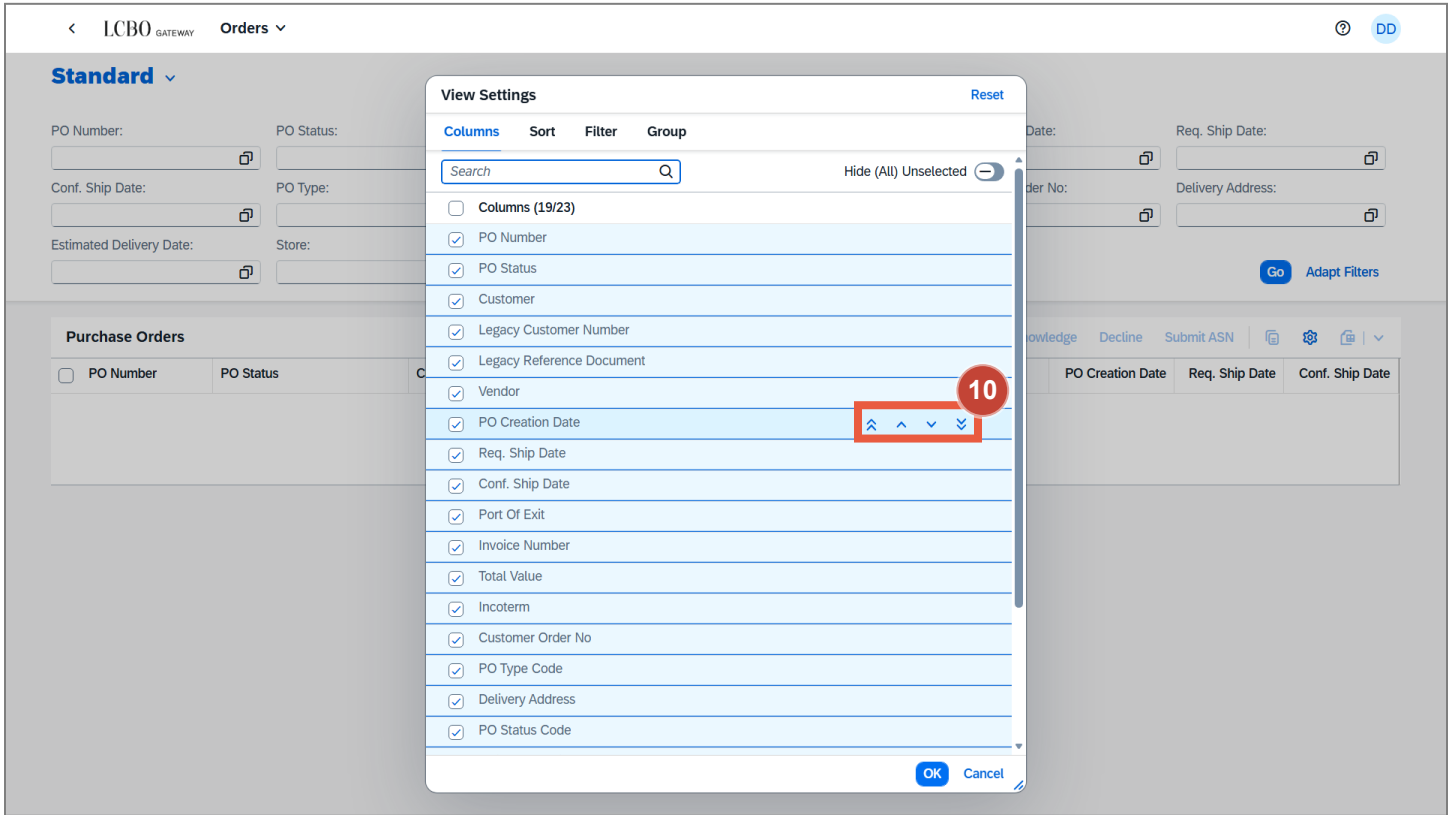 LCBO GATEWAY Orders DD
Standard
PO Number: PO Status: Date: Req. Ship Date:
Conf. Ship Date: PO Type: der No: Delivery Address:
Estimated Delivery Date: Store:
Go Adapt Filters
Purchase Orders owledge Decline Submit ASN
PO Number PO Status C PO Creation Date Req. Ship Date Conf. Ship Date
View Settings Reset
Columns Sort Filter Group
Search Hide (All) Unselected
Columns (19/23)
PO Number
PO Status
Customer
Legacy Customer Number
Legacy Reference Document
Vendor
10
PO Creation Date
Req. Ship Date
Conf. Ship Date
Port Of Exit
Invoice Number
Total Value
Incoterm
Customer Order No
PO Type Code
Delivery Address
PO Status Code
OK Cancel